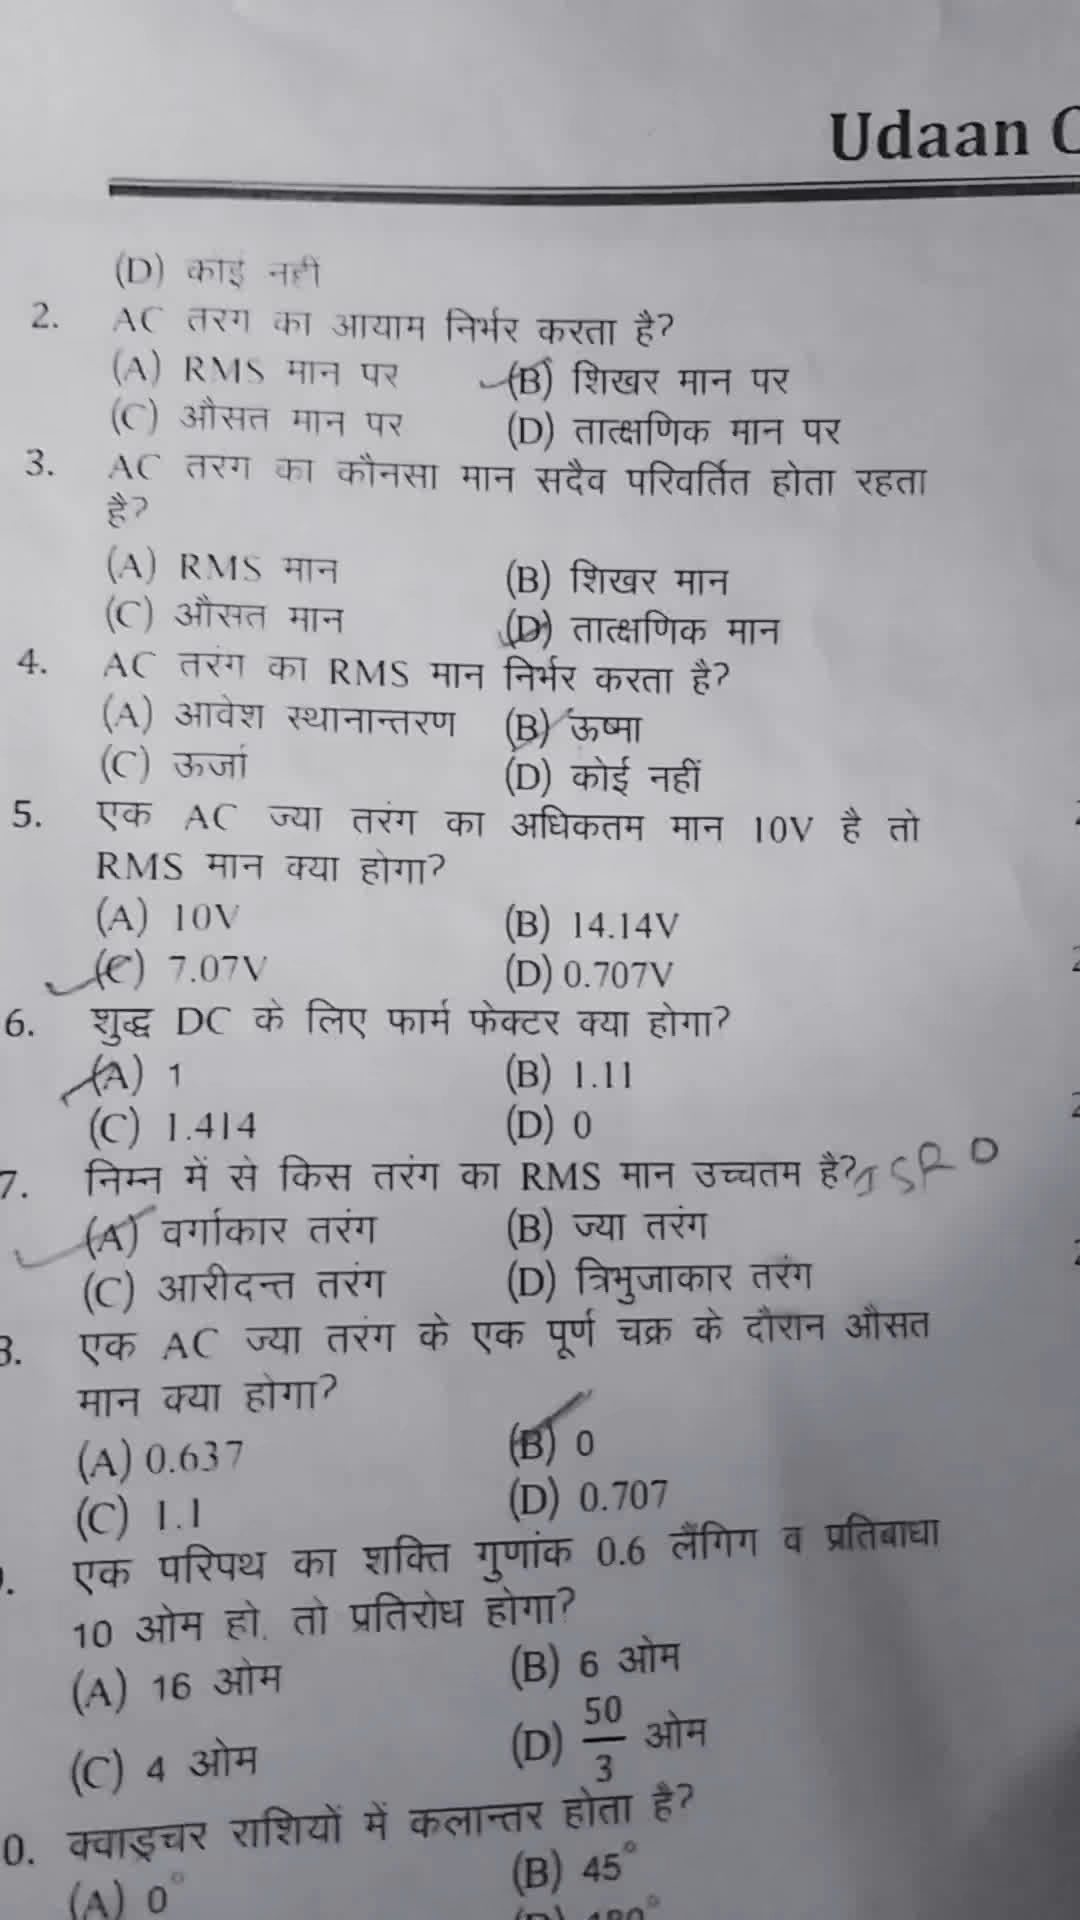 Udaan
(D) कोई नहीं
2. AC तरंग का आयाम निर्भर करता है?
(A) RMS मान पर (B) शिखर मान पर
(C) औसत मान पर (D) तात्क्षणिक मान पर
3. AC तरंग का कौनसा मान सदैव परिवर्तित होता रहता
है?
(A) RMS मान (B) शिखर मान
(C) औसत मान (D) तात्क्षणिक मान
4. AC तरंग का RMS मान निर्भर करता है?
(A) आवेश स्थानान्तरण (B) ऊष्मा
(C) ऊर्जा (D) कोई नहीं
5. एक AC ज्या तरंग का अधिकतम मान 10V है तो
RMS मान क्या होगा?
(A) 10V (B) 14.14V
(C) 7.07V (D) 0.707V
6. शुद्ध DC के लिए फार्म फेक्टर क्या होगा?
(A) 1 (B) 1.11
(C) 1.414 (D) 0
7. निम्न में से किस तरंग का RMS मान उच्चतम है? ISRO
(A) वर्गाकार तरंग (B) ज्या तरंग
(C) आरीदन्त तरंग (D) त्रिभुजाकार तरंग
एक AC ज्या तरंग के एक पूर्ण चक्र के दौरान औसत
मान क्या होगा?
(A) 0.637 (B) 0
(C) 1.1 (D) 0.707
एक परिपथ का शक्ति गुणांक 0.6 लैगिग व प्रतिबाधा
10 ओम हो. तो प्रतिरोध होगा?
(A) 16 ओम (B) 6 ओम
(C) 4 ओम (D) 50/3 ओम
0. क्वाड्रचर राशियों में कलान्तर होता है?
(A) 0° (B) 45°